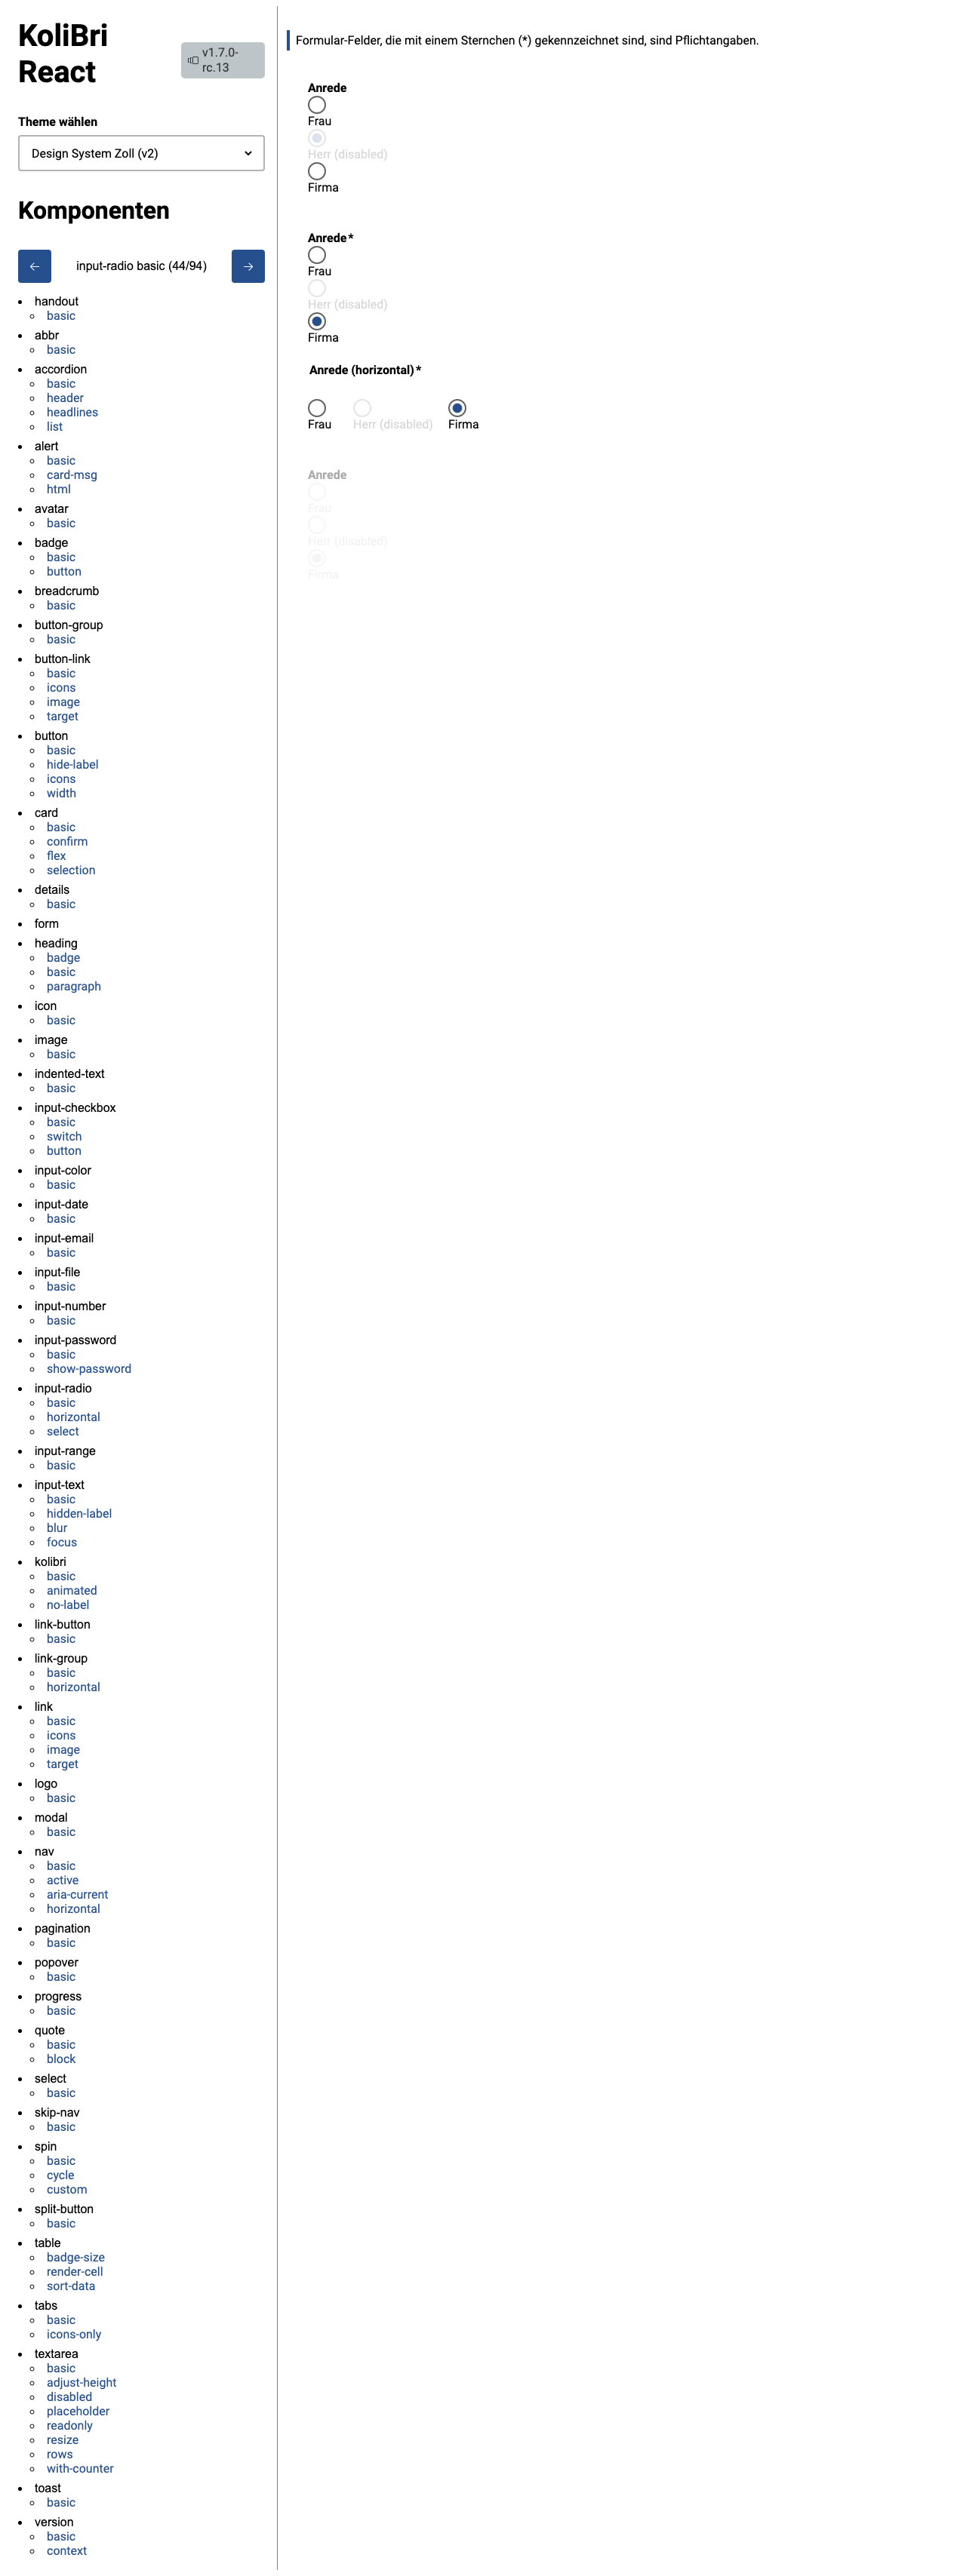 KoliBri
React
v1.7.0-
rc.13
Theme wählen
Design System Zoll (v2)
Komponenten
input-radio basic (44/94)
handout
basic
abbr
basic
accordion
basic
header
headlines
list
alert
basic
card-msg
html
avatar
basic
badge
basic
button
breadcrumb
basic
button-group
basic
button-link
basic
icons
image
target
button
basic
hide-label
icons
width
card
basic
confirm
flex
selection
details
basic
form
heading
badge
basic
paragraph
icon
basic
image
basic
indented-text
basic
input-checkbox
basic
switch
button
input-color
basic
input-date
basic
input-email
basic
input-file
basic
input-number
basic
input-password
basic
show-password
input-radio
basic
horizontal
select
input-range
basic
input-text
basic
hidden-label
blur
focus
kolibri
basic
animated
no-label
link-button
basic
link-group
basic
horizontal
link
basic
icons
image
target
logo
basic
modal
basic
nav
basic
active
aria-current
horizontal
pagination
basic
popover
basic
progress
basic
quote
basic
block
select
basic
skip-nav
basic
spin
basic
cycle
custom
split-button
basic
table
badge-size
render-cell
sort-data
tabs
basic
icons-only
textarea
basic
adjust-height
disabled
placeholder
readonly
resize
rows
with-counter
toast
basic
version
basic
context
Formular-Felder, die mit einem Sternchen (*) gekennzeichnet sind, sind Pflichtangaben.
Anrede
Frau
Herr (disabled)
Firma
Anrede*
Frau
Herr (disabled)
Firma
Anrede (horizontal)*
Frau Herr (disabled) Firma
Anrede
Frau
Herr (disabled)
Firma